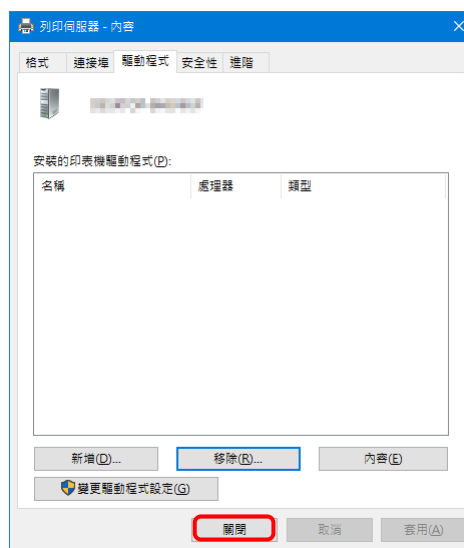 列印伺服器 - 內容
格式 連接埠 驅動程式 安全性 進階
安裝的印表機驅動程式(P):
名稱 處理器 類型
新增(D)... 移除(R)... 內容(E)
變更驅動程式設定(G)
關閉 取消 套用(A)